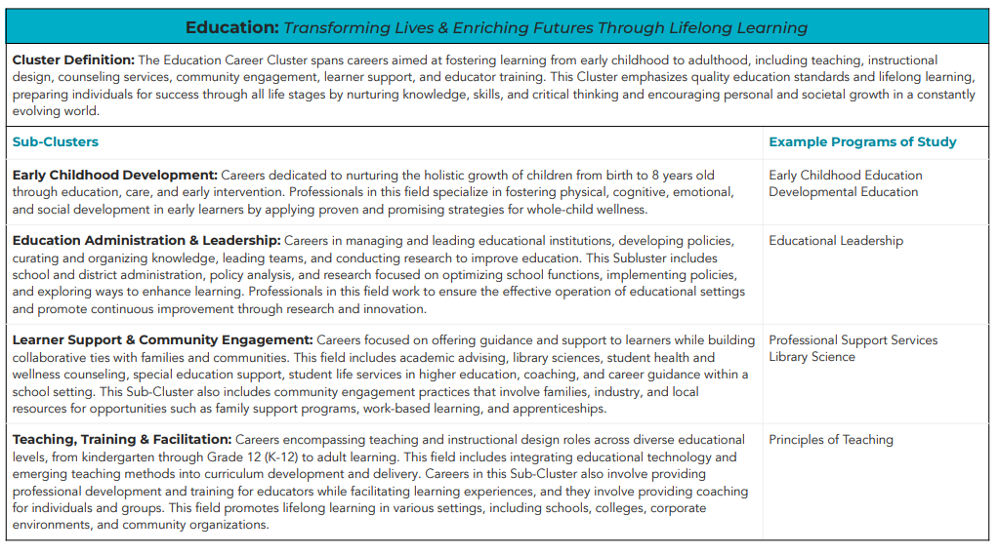 Education: Transforming Lives & Enriching Futures Through Lifelong Learning
Cluster Definition: The Education Career Cluster spans careers aimed at fostering learning from early childhood to adulthood, including teaching, instructional
design, counseling services, community engagement, learner support, and educator training. This Cluster emphasizes quality education standards and lifelong learning,
preparing individuals for success through all life stages by nurturing knowledge, skills, and critical thinking and encouraging personal and societal growth in a constantly
evolving world.
Sub-Clusters
Example Programs of Study
Early Childhood Development: Careers dedicated to nurturing the holistic growth of children from birth to 8 years old
through education, care, and early intervention. Professionals in this field specialize in fostering physical, cognitive, emotional,
and social development in early learners by applying proven and promising strategies for whole-child wellness.
Early Childhood Education
Developmental Education
Education Administration & Leadership: Careers in managing and leading educational institutions, developing policies,
curating and organizing knowledge, leading teams, and conducting research to improve education. This Subluster includes
school and district administration, policy analysis, and research focused on optimizing school functions, implementing policies,
and exploring ways to enhance learning. Professionals in this field work to ensure the effective operation of educational settings
and promote continuous improvement through research and innovation.
Educational Leadership
Learner Support & Community Engagement: Careers focused on offering guidance and support to learners while building
collaborative ties with families and communities. This field includes academic advising, library sciences, student health and
wellness counseling, special education support, student life services in higher education, coaching, and career guidance within a
school setting. This Sub-Cluster also includes community engagement practices that involve families, industry, and local
resources for opportunities such as family support programs, work-based learning, and apprenticeships.
Professional Support Services
Library Science
Teaching, Training & Facilitation: Careers encompassing teaching and instructional design roles across diverse educational
levels, from kindergarten through Grade 12 (K-12) to adult learning. This field includes integrating educational technology and
emerging teaching methods into curriculum development and delivery. Careers in this Sub-Cluster also involve providing
professional development and training for educators while facilitating learning experiences, and they involve providing coaching
for individuals and groups. This field promotes lifelong learning in various settings, including schools, colleges, corporate
environments, and community organizations.
Principles of Teaching